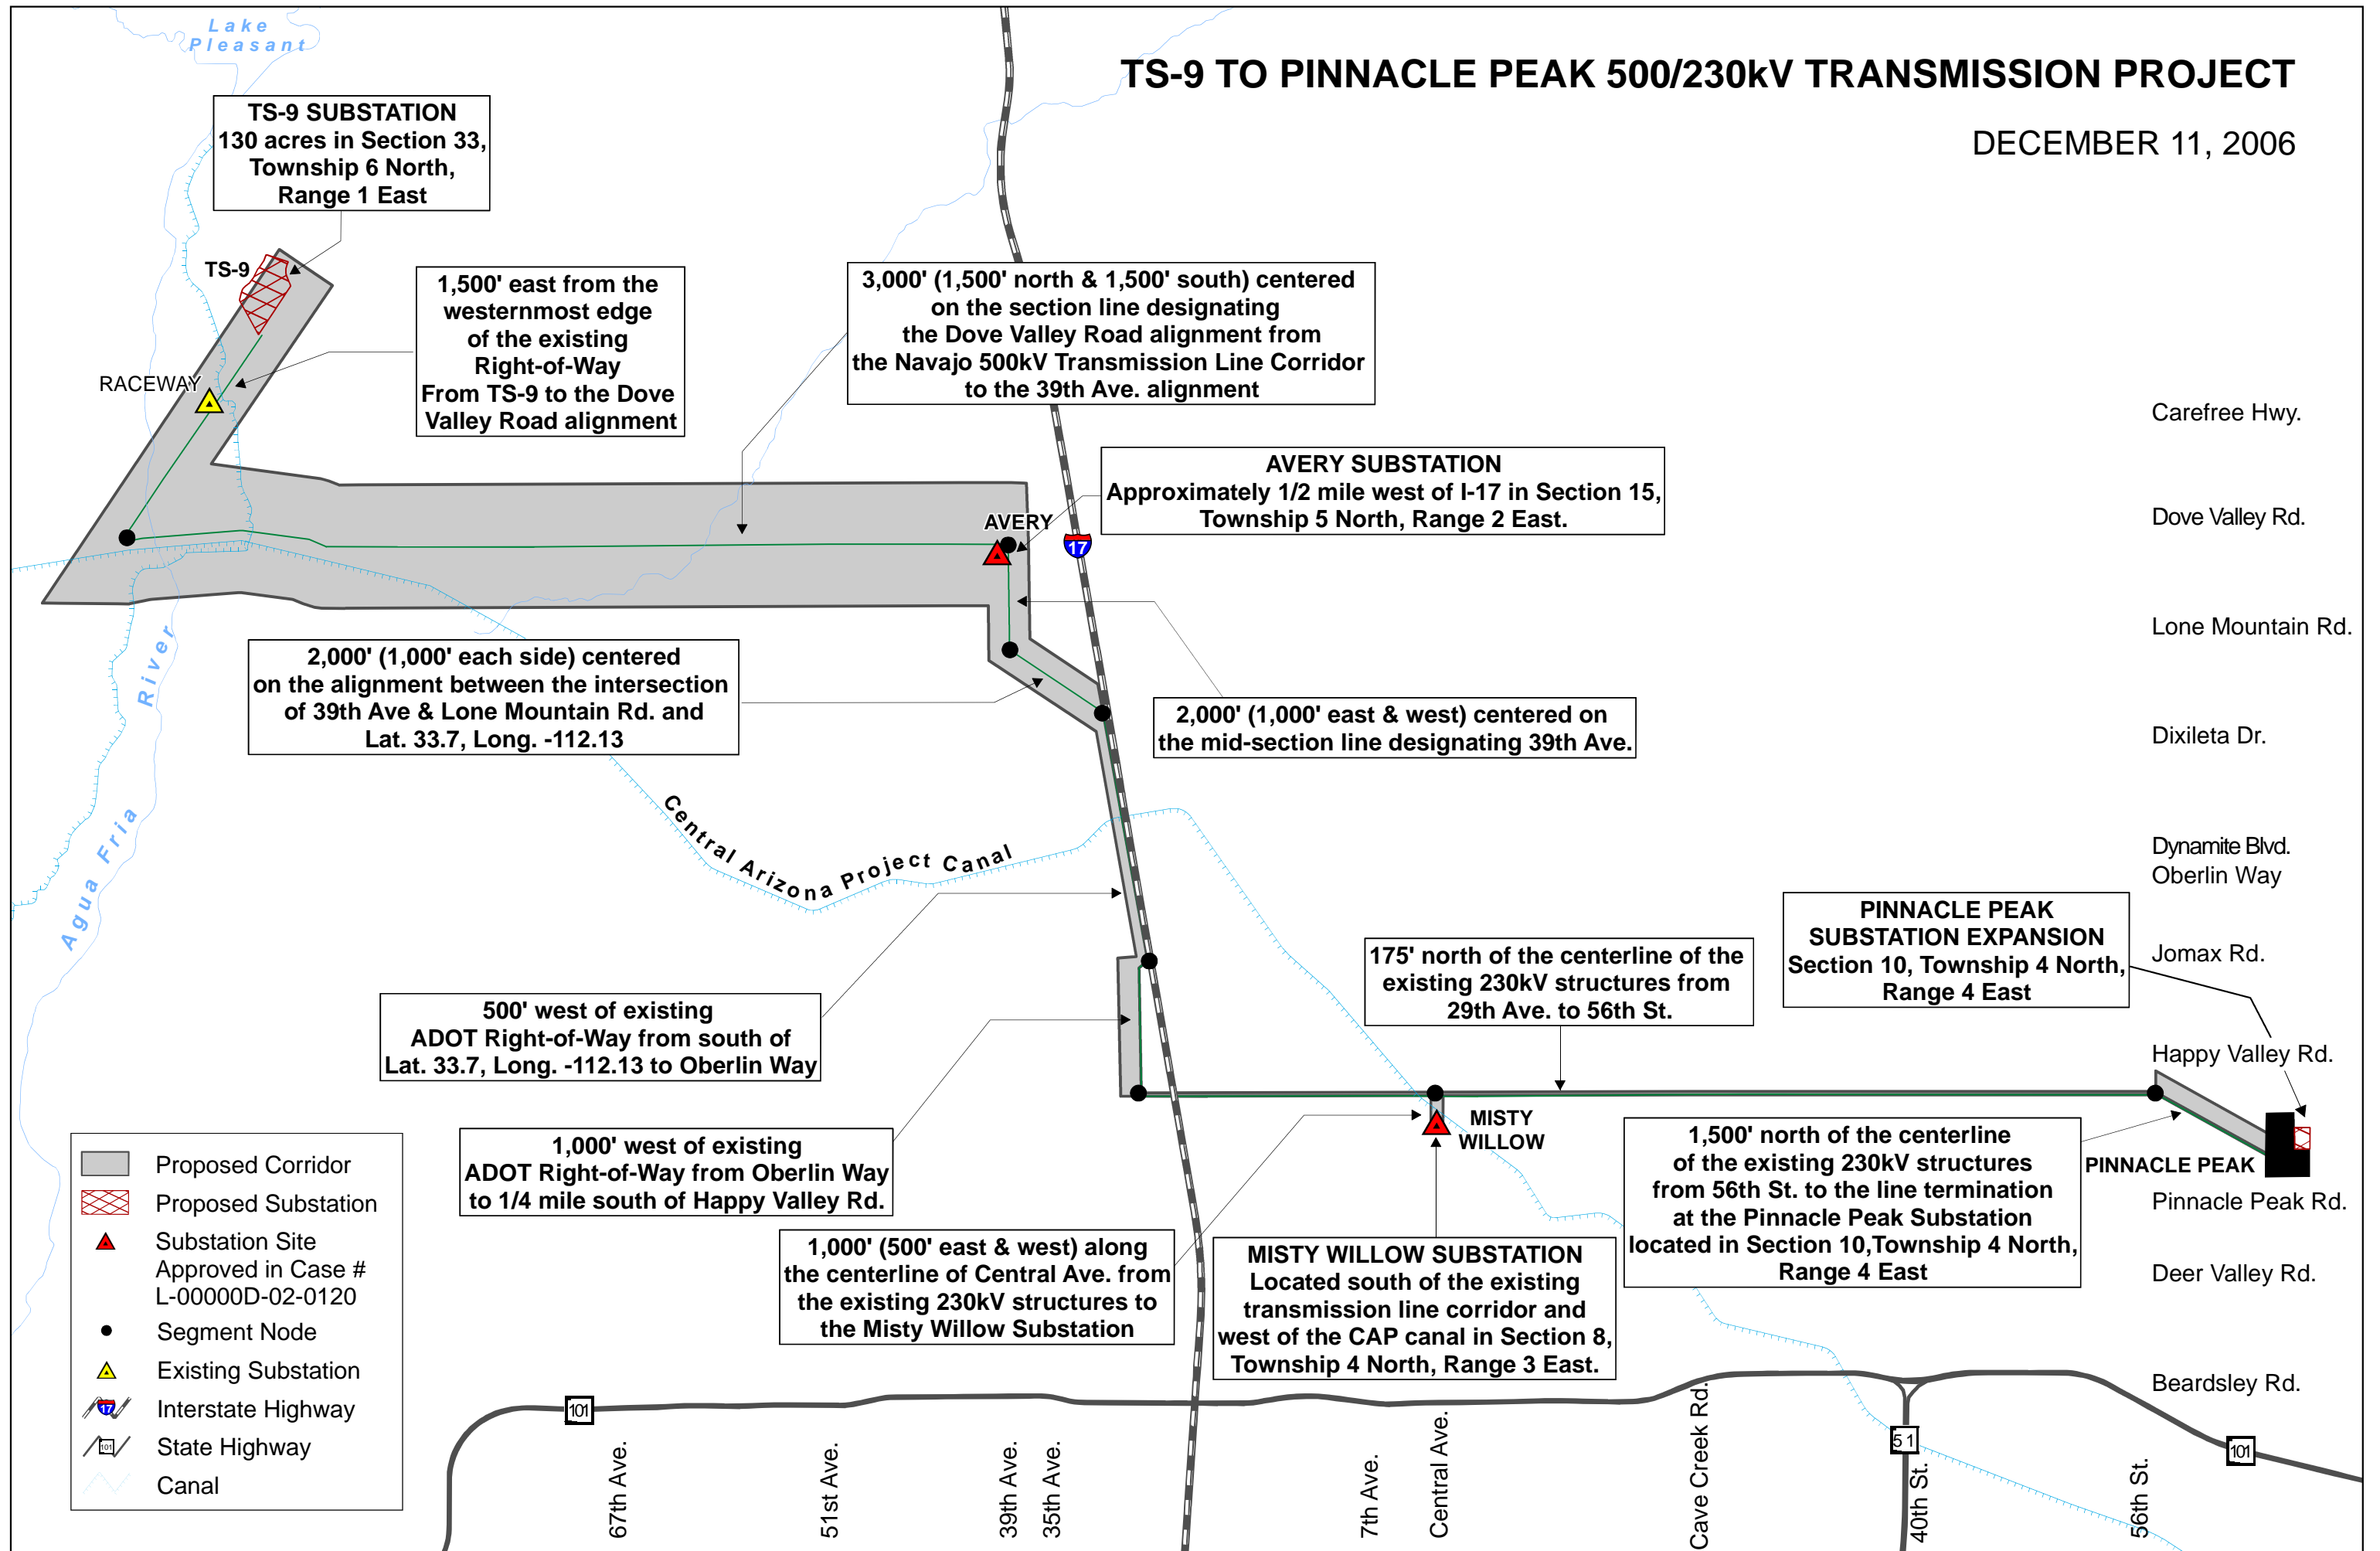 Lake
Pleasant
TS-9 TO PINNACLE PEAK 500/230kV TRANSMISSION PROJECT
DECEMBER 11, 2006
TS-9 SUBSTATION
130 acres in Section 33,
Township 6 North,
Range 1 East
TS-9
1,500' east from the
westernmost edge
of the existing
Right-of-Way
From TS-9 to the Dove
Valley Road alignment
3,000' (1,500' north & 1,500' south) centered
on the section line designating
the Dove Valley Road alignment from
the Navajo 500kV Transmission Line Corridor
to the 39th Ave. alignment
RACEWAY
Carefree Hwy.
AVERY SUBSTATION
Approximately 1/2 mile west of I-17 in Section 15,
Township 5 North, Range 2 East.
AVERY
17
Dove Valley Rd.
Lone Mountain Rd.
2,000' (1,000' each side) centered
on the alignment between the intersection
of 39th Ave & Lone Mountain Rd. and
Lat. 33.7, Long. -112.13
2,000' (1,000' east & west) centered on
the mid-section line designating 39th Ave.
Dixileta Dr.
Agua Fria River
Central Arizona Project Canal
Dynamite Blvd.
Oberlin Way
PINNACLE PEAK
SUBSTATION EXPANSION
Section 10, Township 4 North,
Range 4 East
Jomax Rd.
175' north of the centerline of the
existing 230kV structures from
29th Ave. to 56th St.
500' west of existing
ADOT Right-of-Way from south of
Lat. 33.7, Long. -112.13 to Oberlin Way
Happy Valley Rd.
MISTY
WILLOW
1,000' west of existing
ADOT Right-of-Way from Oberlin Way
to 1/4 mile south of Happy Valley Rd.
1,500' north of the centerline
of the existing 230kV structures
from 56th St. to the line termination
at the Pinnacle Peak Substation
located in Section 10,Township 4 North,
Range 4 East
PINNACLE PEAK
Pinnacle Peak Rd.
1,000' (500' east & west) along
the centerline of Central Ave. from
the existing 230kV structures to
the Misty Willow Substation
MISTY WILLOW SUBSTATION
Located south of the existing
transmission line corridor and
west of the CAP canal in Section 8,
Township 4 North, Range 3 East.
Deer Valley Rd.
Beardsley Rd.
Proposed Corridor
Proposed Substation
Substation Site
Approved in Case #
L-00000D-02-0120
Segment Node
Existing Substation
17
Interstate Highway
101
State Highway
Canal
101
51
101
67th Ave.
51st Ave.
39th Ave.
35th Ave.
7th Ave.
Central Ave.
Cave Creek Rd.
40th St.
56th St.